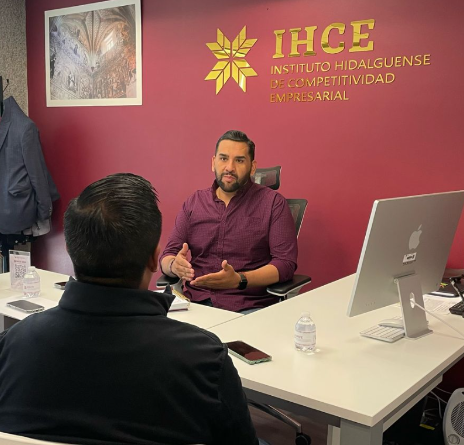 IHCE
INSTITUTO HIDALGUENSE
DE COMPETITIVIDAD
EMPRESARIAL